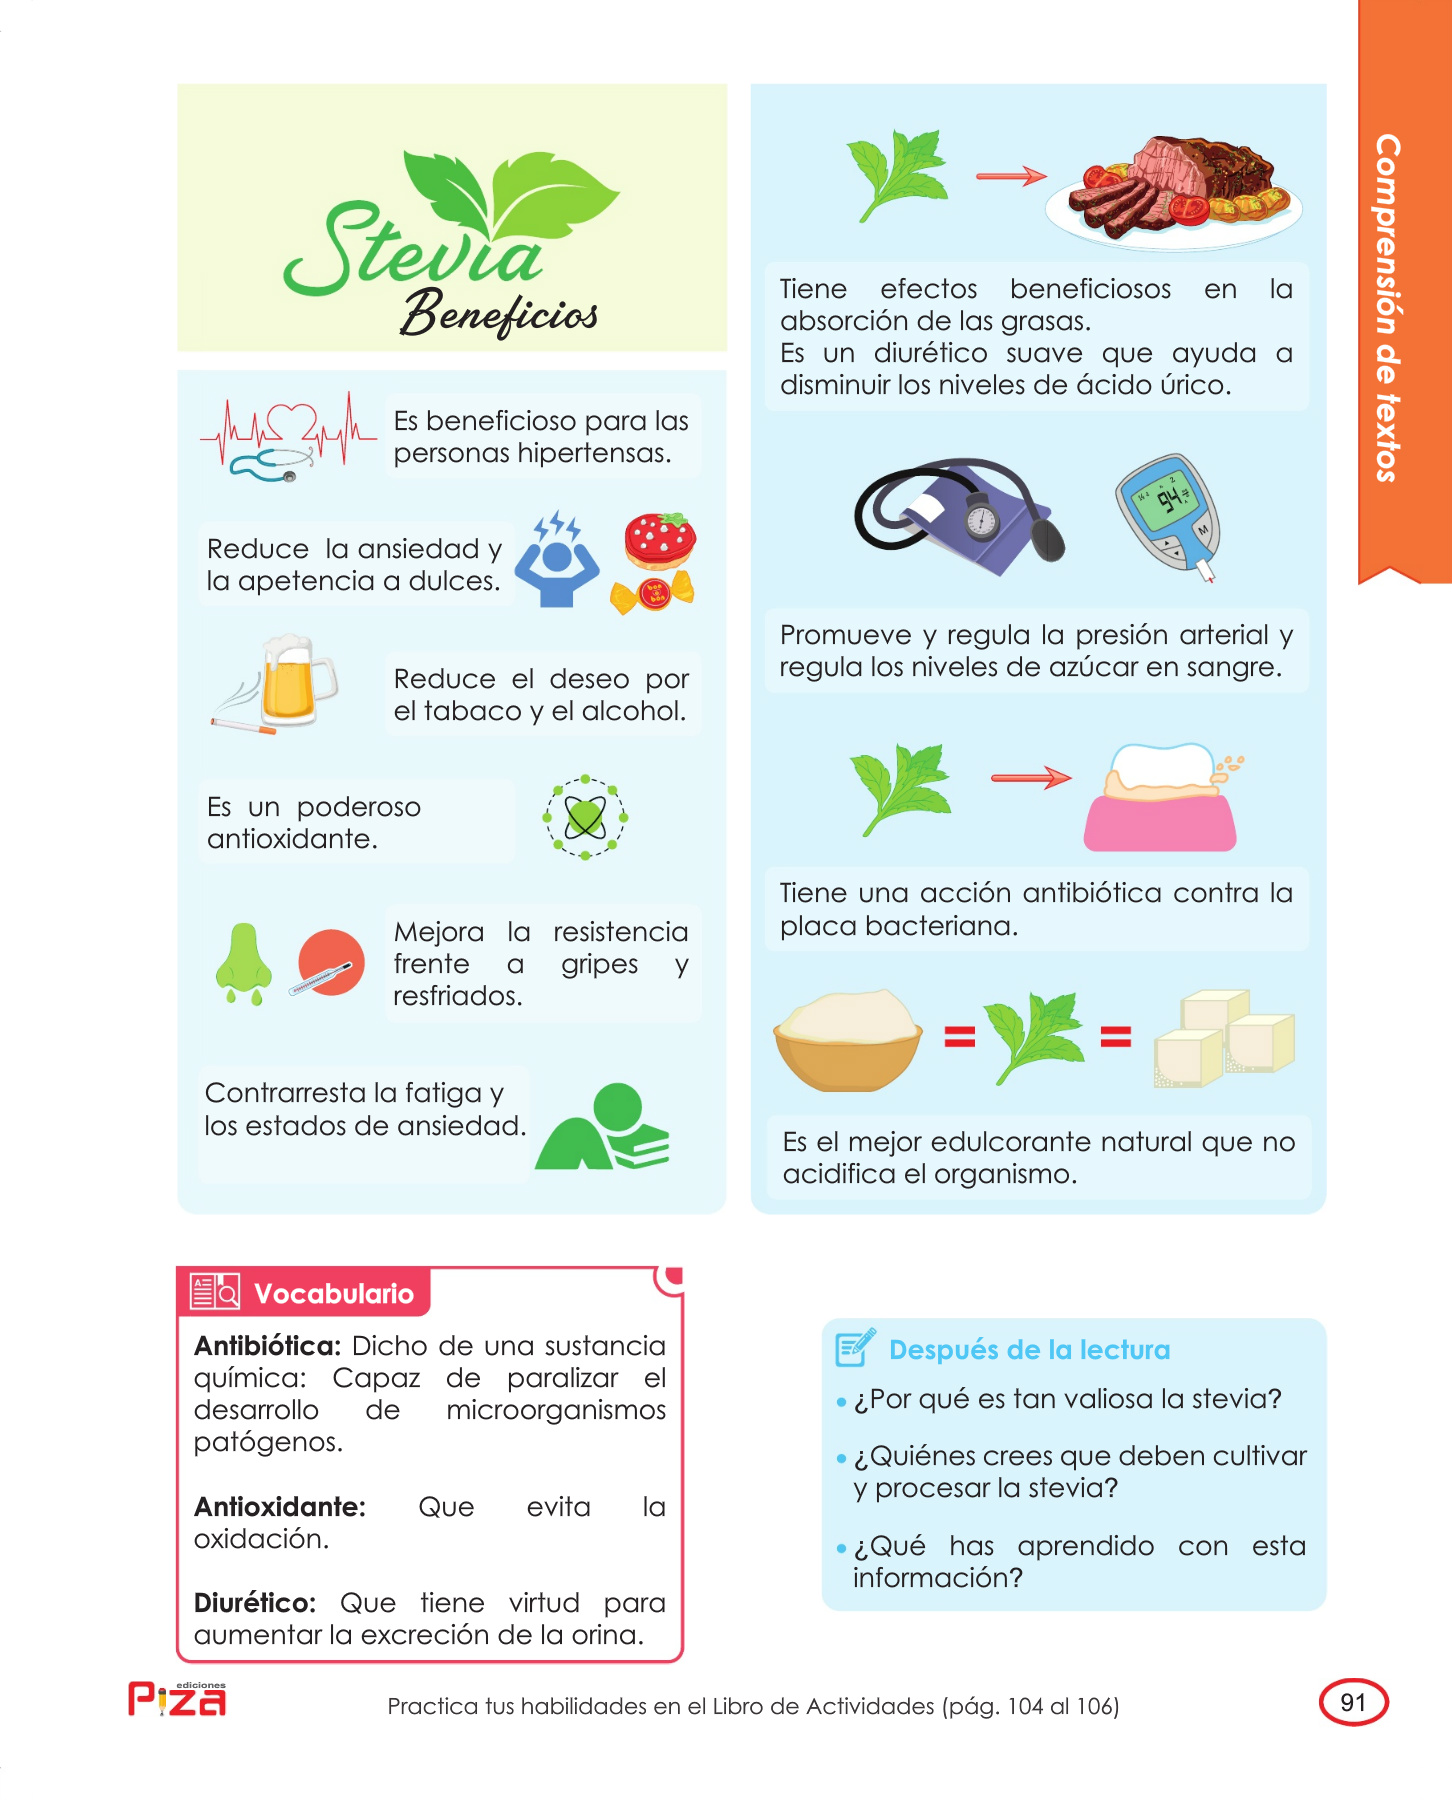 Stevia
Beneficios
Es beneficioso para las
personas hipertensas.
Reduce la ansiedad y
la apetencia a dulces.
Reduce el deseo por
el tabaco y el alcohol.
Es un poderoso
antioxidante.
Mejora la resistencia
frente a gripes y
resfriados.
Contrarresta la fatiga y
los estados de ansiedad.
Tiene efectos beneficiosos en la
absorción de las grasas.
Es un diurético suave que ayuda a
disminuir los niveles de ácido úrico.
94
M
Promueve y regula la presión arterial y
regula los niveles de azúcar en sangre.
Tiene una acción antibiótica contra la
placa bacteriana.
Es el mejor edulcorante natural que no
acidifica el organismo.
Comprensión de textos
Vocabulario
Antibiótica: Dicho de una sustancia
química: Capaz de paralizar el
desarrollo de microorganismos
patógenos.
Antioxidante: Que evita la
oxidación.
Diurético: Que tiene virtud para
aumentar la excreción de la orina.
Después de la lectura
• ¿Por qué es tan valiosa la stevia?
• ¿Quiénes crees que deben cultivar
y procesar la stevia?
• ¿Qué has aprendido con esta
información?
ediciones
Piza
Practica tus habilidades en el Libro de Actividades (pág. 104 al 106)
91